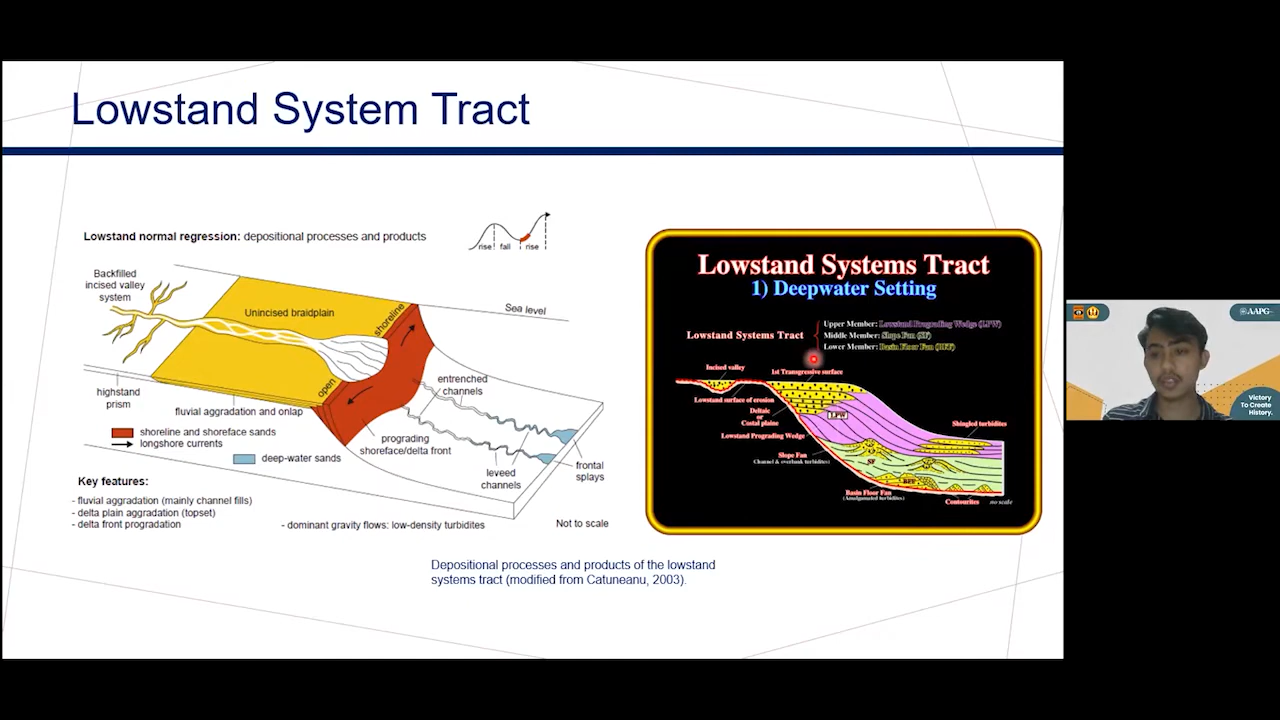 Lowstand System Tract
Lowstand normal regression: depositional processes and products
rise
fall
rise
Backfilled
incised valley
system
Unincised braidplain
shoreline
Sea level
open
highstand
prism
fluvial aggradation and onlap
entrenched
channels
shoreline and shoreface sands
longshore currents
deep-water sands
prograding
shoreface/delta front
leveed
channels
frontal
splays
Key features:
- fluvial aggradation (mainly channel fills)
- delta plain aggradation (topset)
- delta front progradation
- dominant gravity flows: low-density turbidites
Not to scale
Depositional processes and products of the lowstand
systems tract (modified from Catuneanu, 2003).
Lowstand Systems Tract
1) Deepwater Setting
Lowstand Systems Tract
Upper Member: Lowstand Prograding Wedge (LPW)
Middle Member: Slope Fan (SF)
Lower Member: Basin Floor Fan (BFF)
Incised valley
1st Transgressive surface
Lowstand surface of erosion
Deltaic
or
Costal plaine
LPW
Lowstand Prograding Wedge
Shingled turbidites
Slope Fan
Channel & overbank turbidites)
SF
BFF
Basin Floor Fan
(Amalgamated turbidites)
Contourites
no scale
AAPG
Victory
To Create
History.